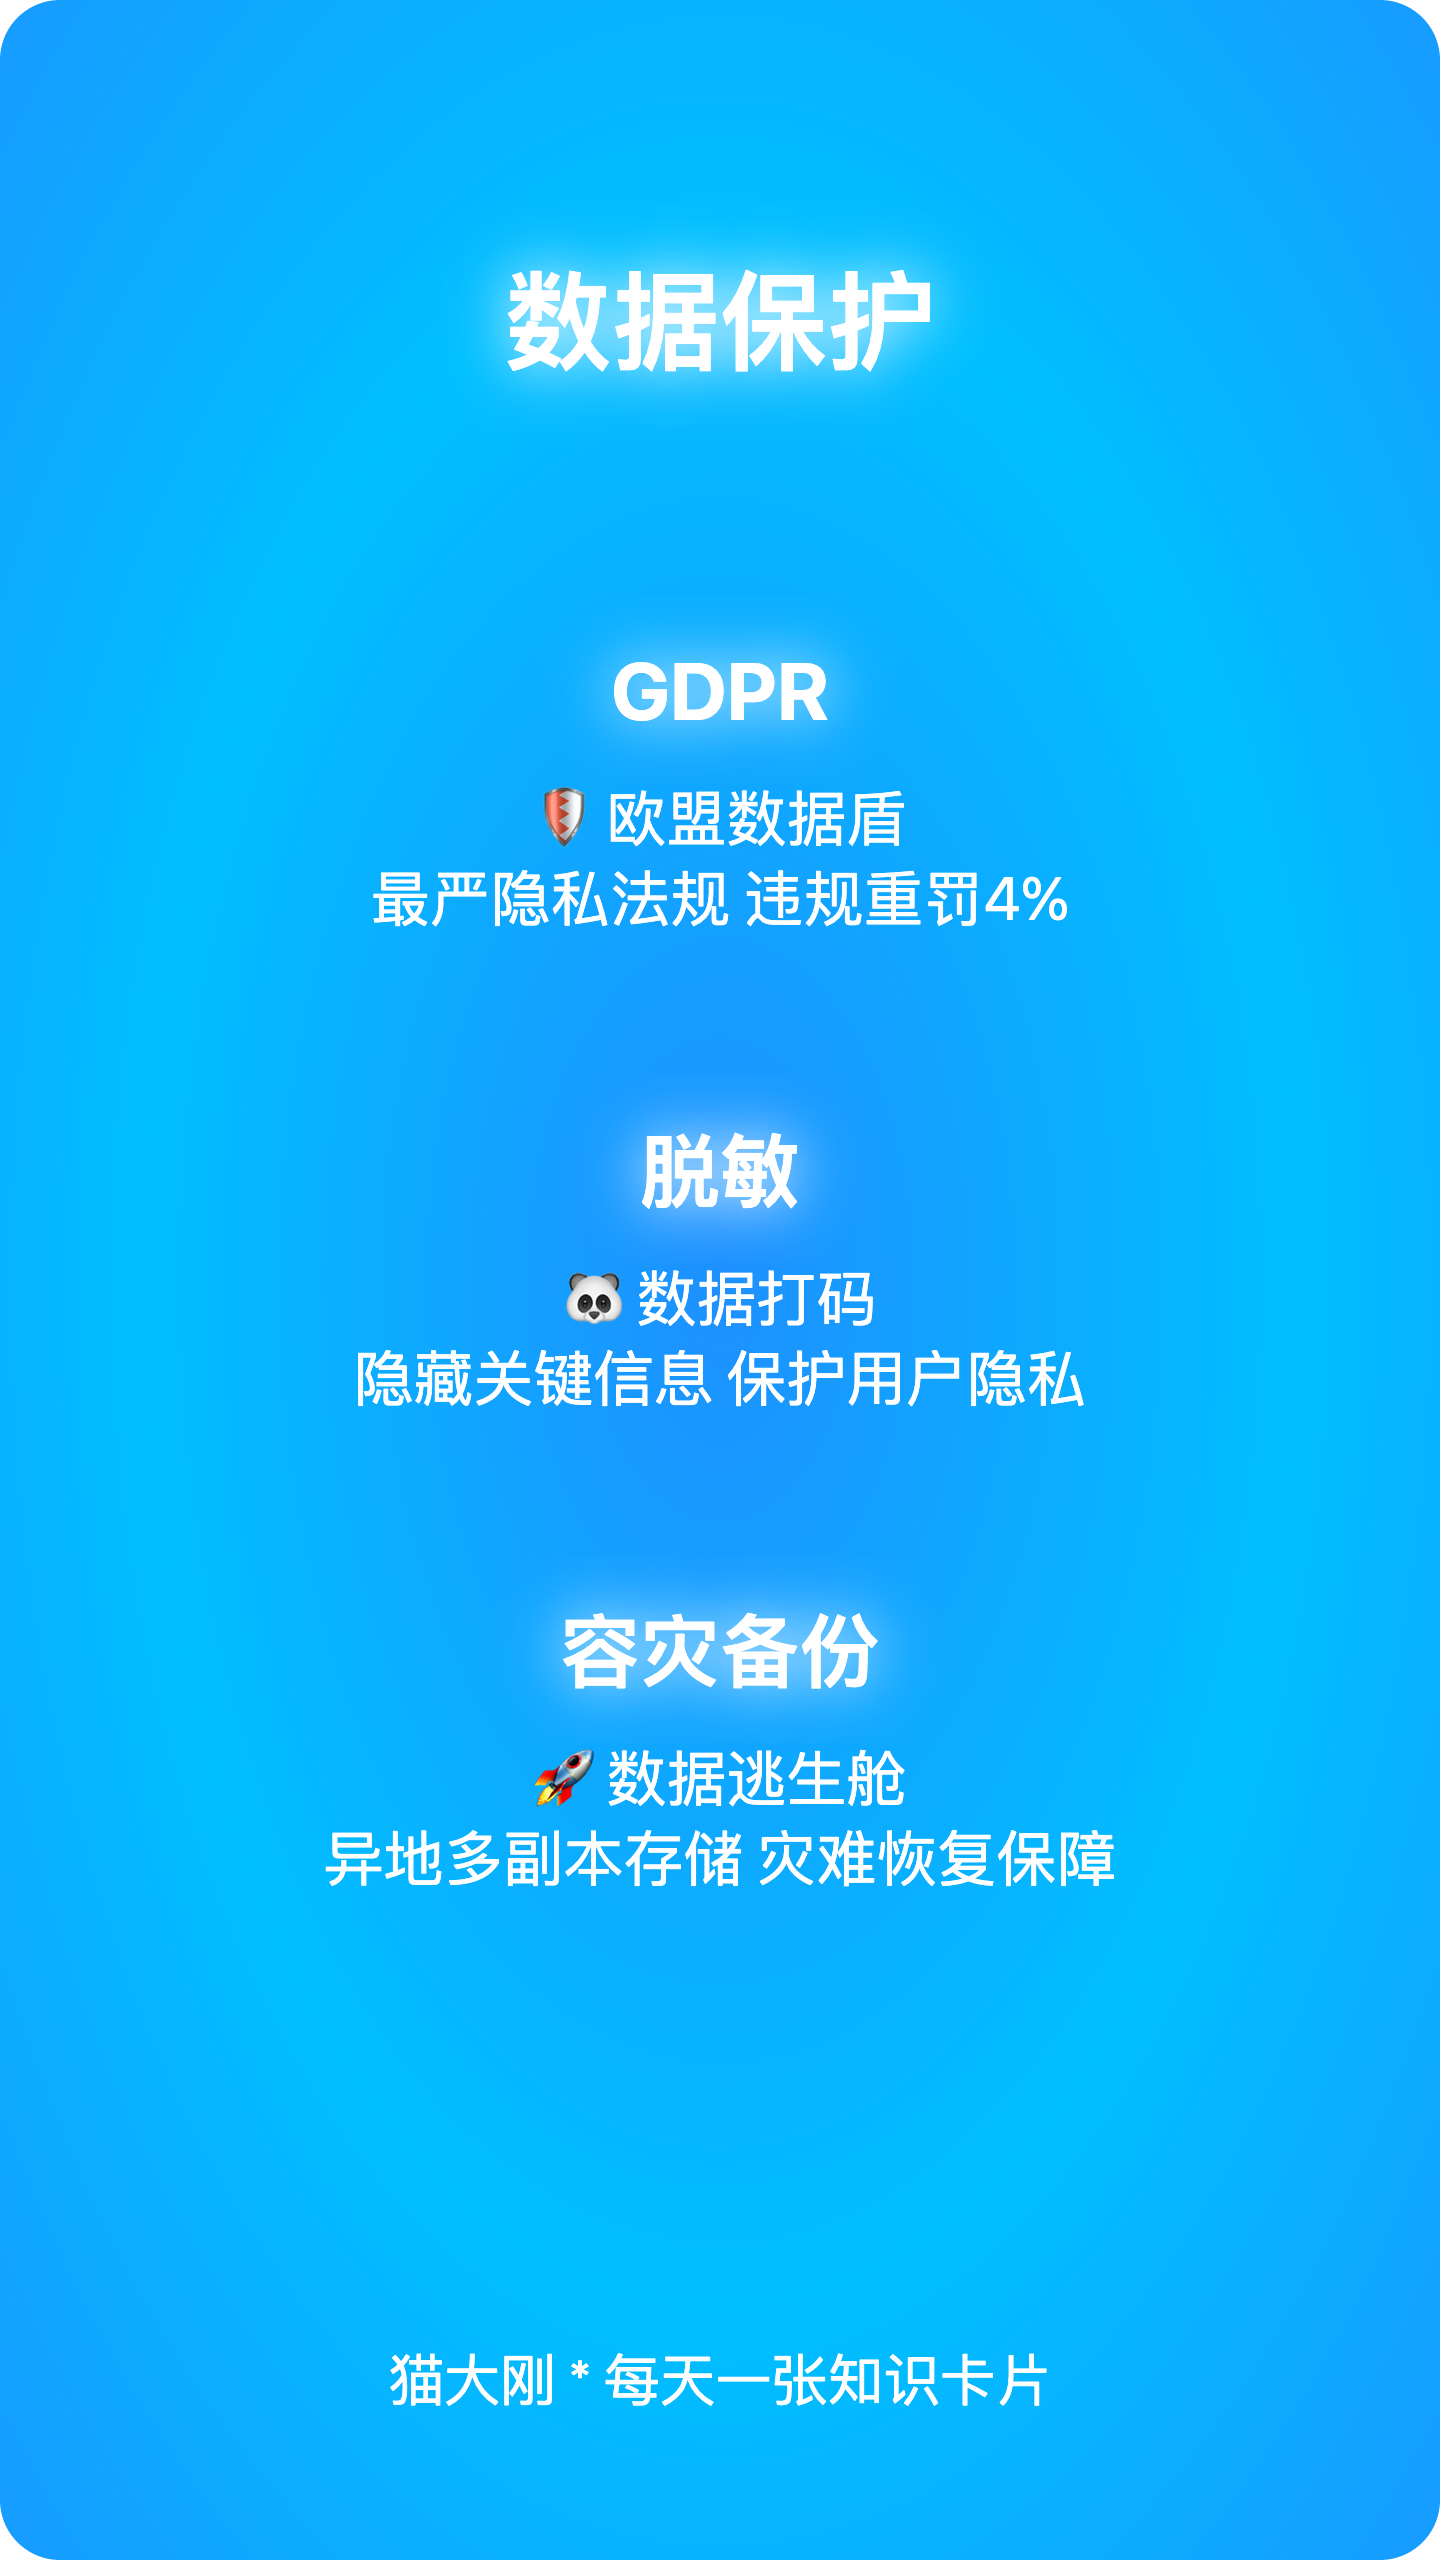 数据保护
GDPR
🛡️ 欧盟数据盾
最严隐私法规 违规重罚4%
脱敏
🐼 数据打码
隐藏关键信息 保护用户隐私
容灾备份
🚀 数据逃生舱
异地多副本存储 灾难恢复保障
猫大刚 * 每天一张知识卡片